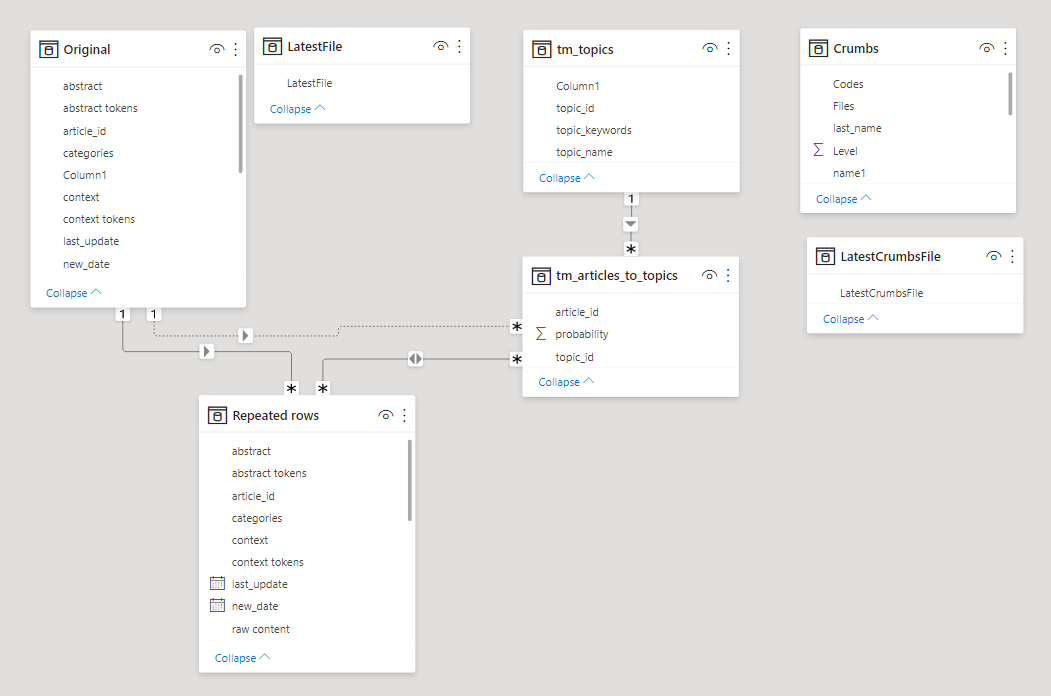 Original
abstract
abstract tokens
article_id
categories
Column1
context
context tokens
last_update
new_date
Collapse
LatestFile
LatestFile
Collapse
tm_topics
Column1
topic_id
topic_keywords
topic_name
Collapse
Crumbs
Codes
Files
last_name
Σ Level
name1
Collapse
LatestCrumbsFile
LatestCrumbsFile
Collapse
1
*
tm_articles_to_topics
article_id
Σ probability
topic_id
Collapse
1
1
*
*
*
*
Repeated rows
abstract
abstract tokens
article_id
categories
context
context tokens
last_update
new_date
raw content
Collapse